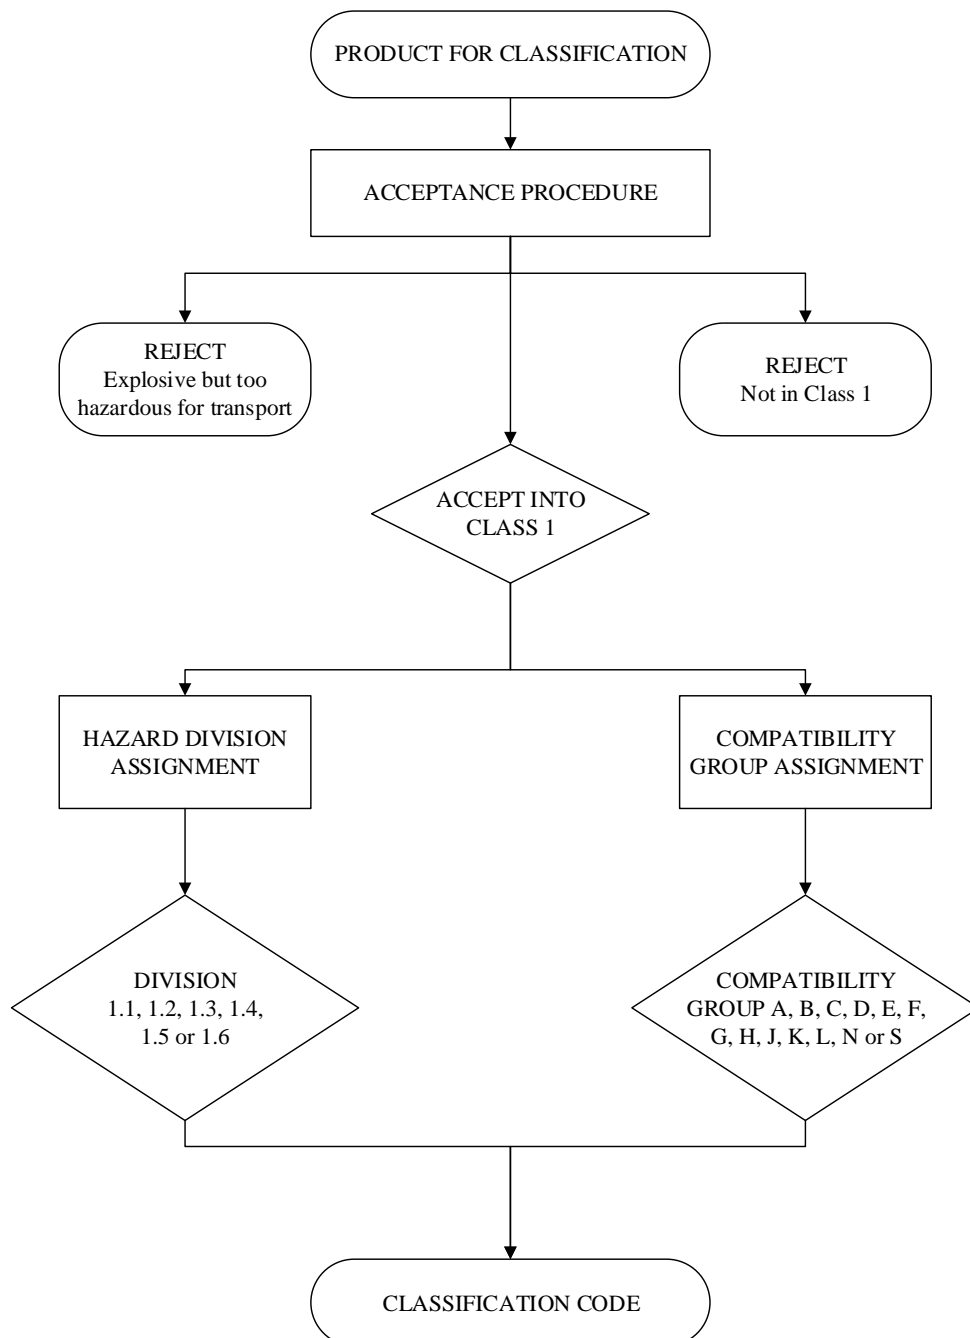 PRODUCT FOR CLASSIFICATION
ACCEPTANCE PROCEDURE
REJECT
Explosive but too
hazardous for transport
REJECT
Not in Class 1
ACCEPT INTO
CLASS 1
HAZARD DIVISION
ASSIGNMENT
COMPATIBILITY
GROUP ASSIGNMENT
DIVISION
1.1, 1.2, 1.3, 1.4,
1.5 or 1.6
COMPATIBILITY
GROUP A, B, C, D, E, F,
G, H, J, K, L, N or S
CLASSIFICATION CODE